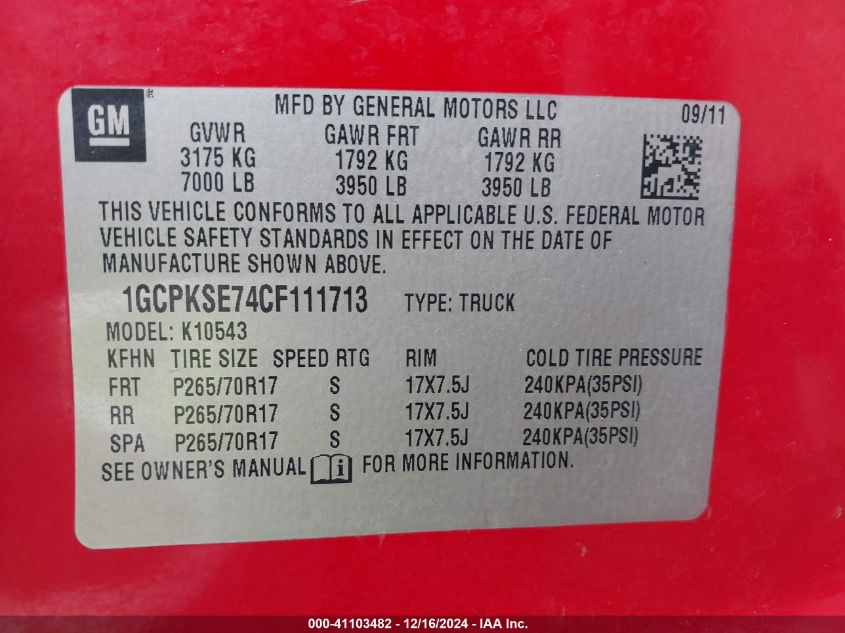 GM
MFD BY GENERAL MOTORS LLC 09/11
GVWR GAWR FRT GAWR RR
3175 KG 1792 KG 1792 KG
7000 LB 3950 LB 3950 LB
THIS VEHICLE CONFORMS TO ALL APPLICABLE U.S. FEDERAL MOTOR
VEHICLE SAFETY STANDARDS IN EFFECT ON THE DATE OF
MANUFACTURE SHOWN ABOVE.
1GCPKSE74CF111713 TYPE: TRUCK
MODEL: K10543
KFHN TIRE SIZE SPEED RTG RIM COLD TIRE PRESSURE
FRT P265/70R17 S 17X7.5J 240KPA(35PSI)
RR P265/70R17 S 17X7.5J 240KPA(35PSI)
SPA P265/70R17 S 17X7.5J 240KPA(35PSI)
SEE OWNER'S MANUAL i FOR MORE INFORMATION.
000-41103482 - 12/16/2024 - IAA Inc.